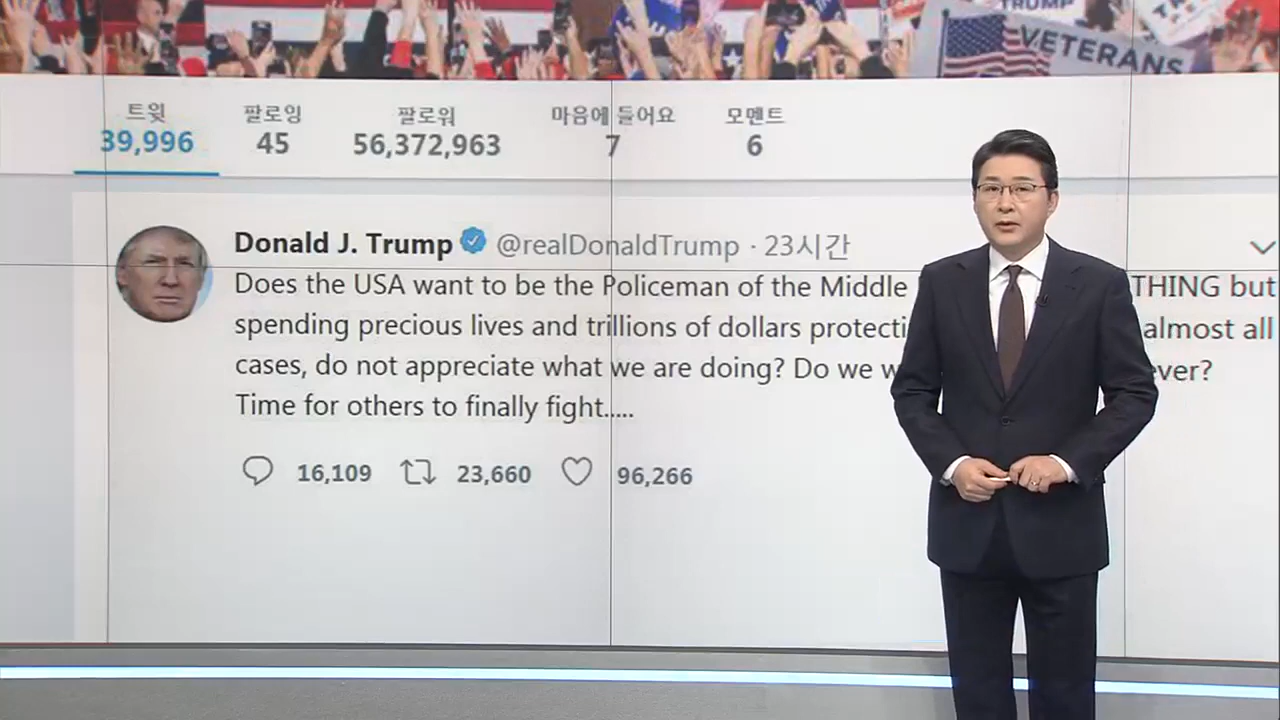 TRUMP
VETERANS
트윗 팔로잉 팔로워 마음에 들어요 모멘트
39,996 45 56,372,963 7 6
Donald J. Trump @realDonaldTrump · 23시간
Does the USA want to be the Policeman of the Middle THING but
spending precious lives and trillions of dollars almost all
cases, do not appreciate what we are doing? Do we ever?
Time for others to finally fight.....
16,109 23,660 96,266